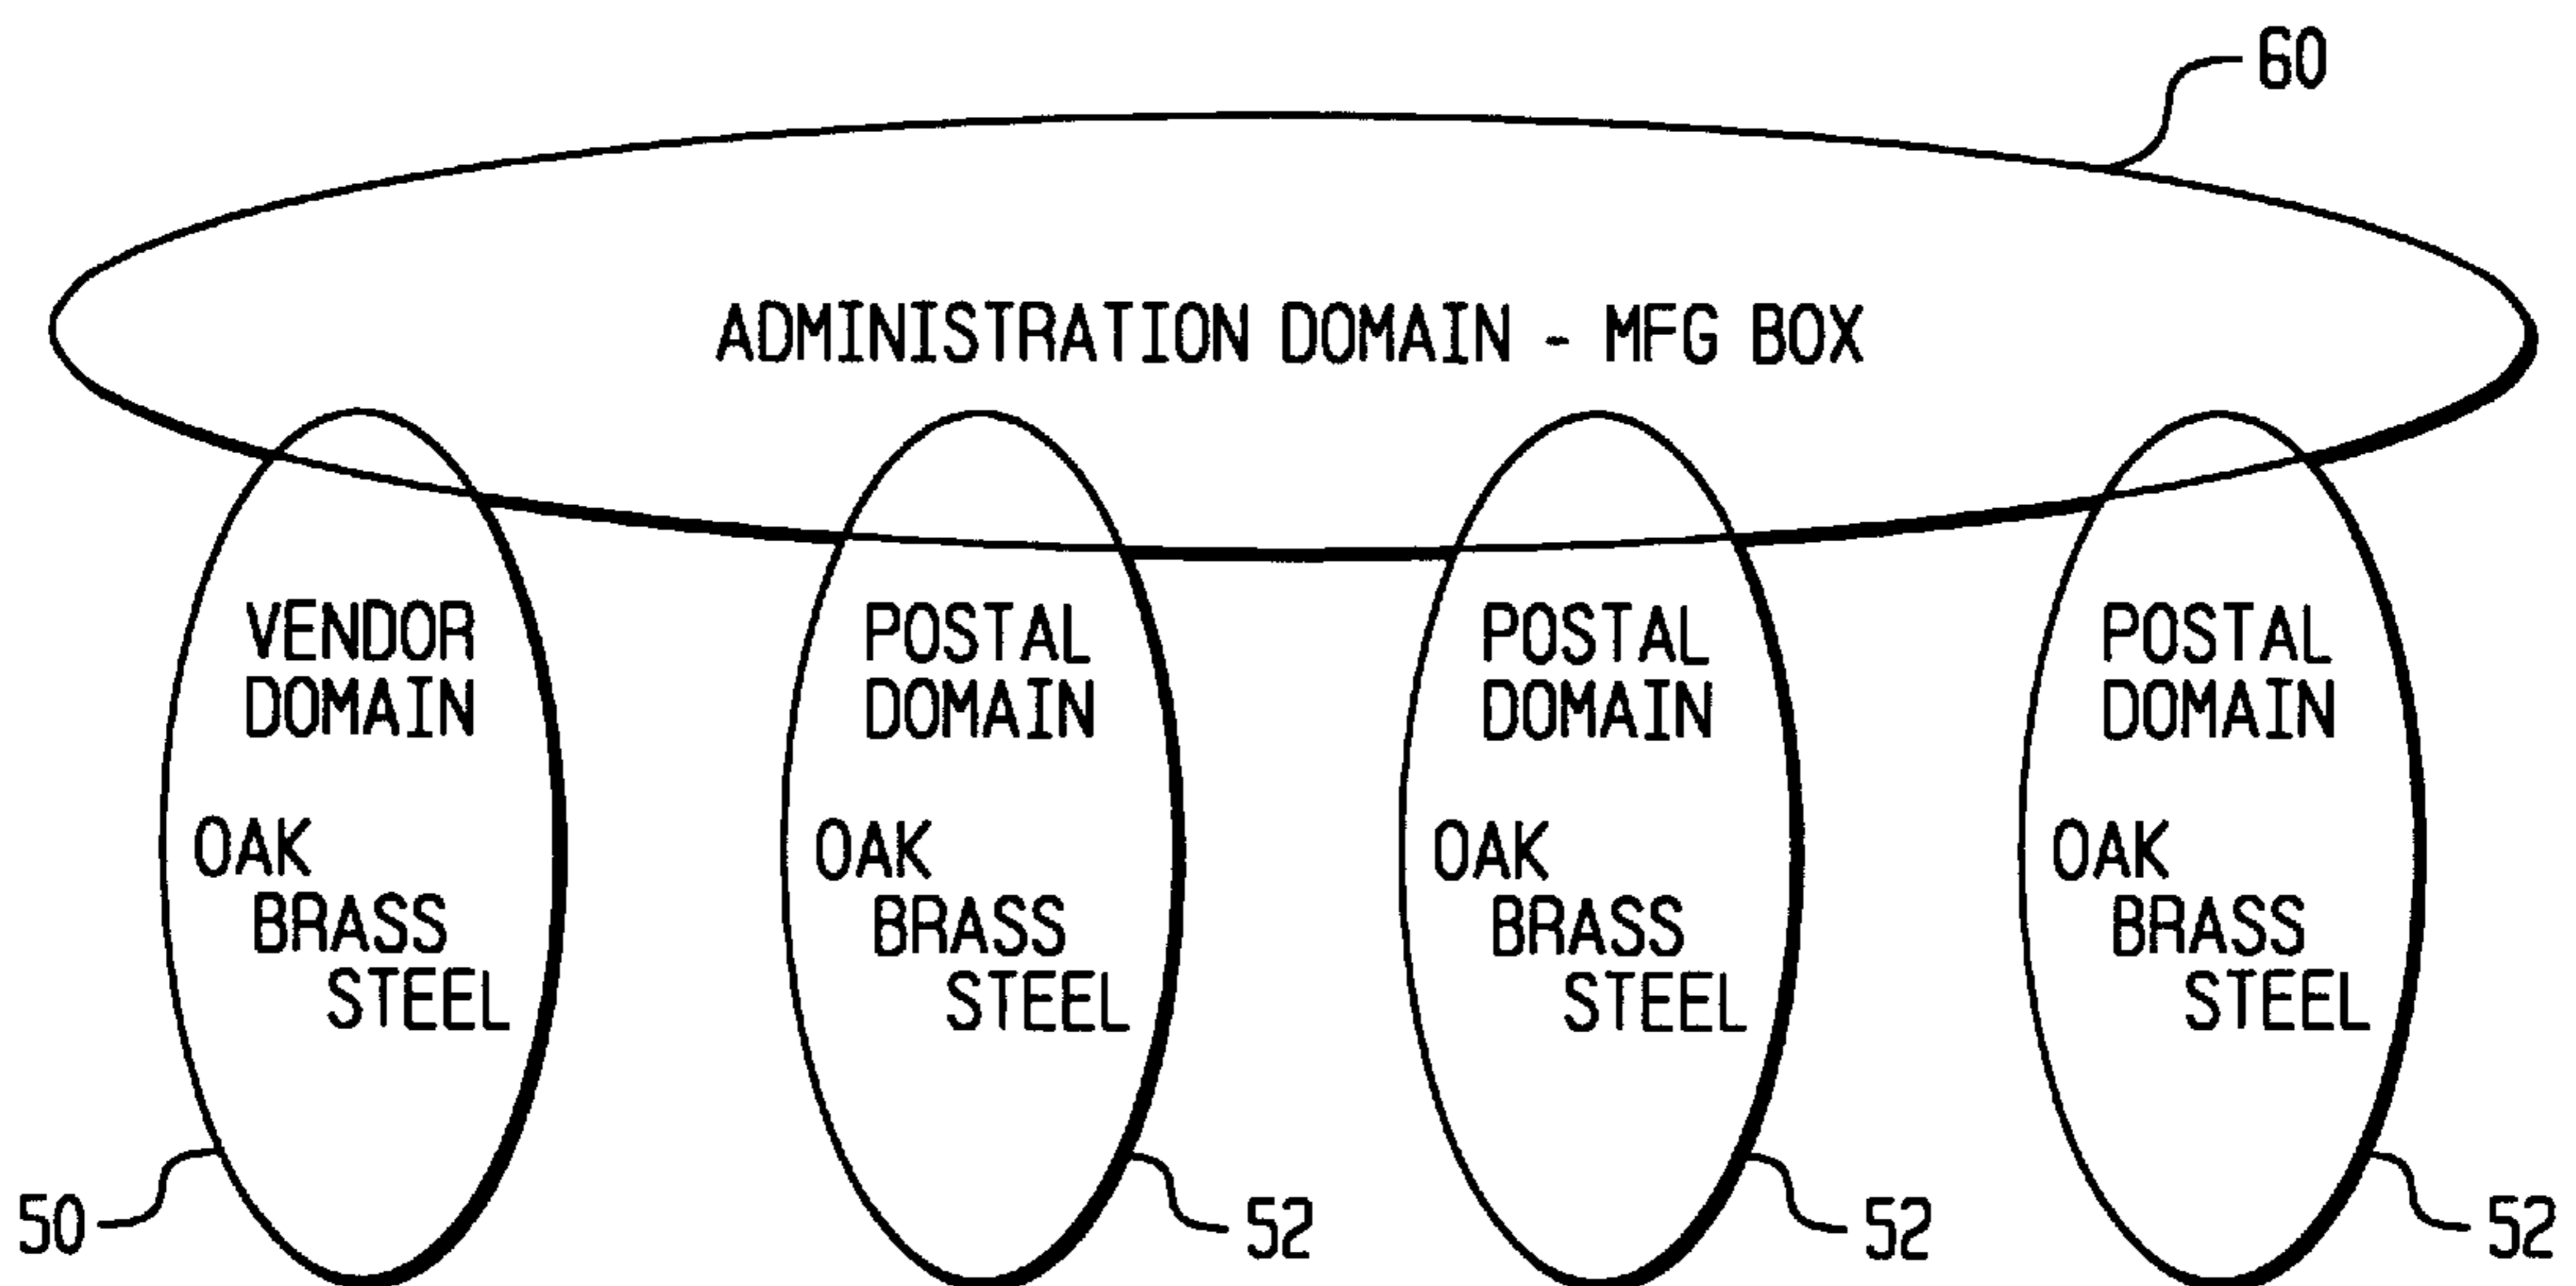 60
ADMINISTRATION DOMAIN - MFG BOX
VENDOR
DOMAIN
OAK
BRASS
STEEL
50
POSTAL
DOMAIN
OAK
BRASS
STEEL
52
POSTAL
DOMAIN
OAK
BRASS
STEEL
52
POSTAL
DOMAIN
OAK
BRASS
STEEL
52